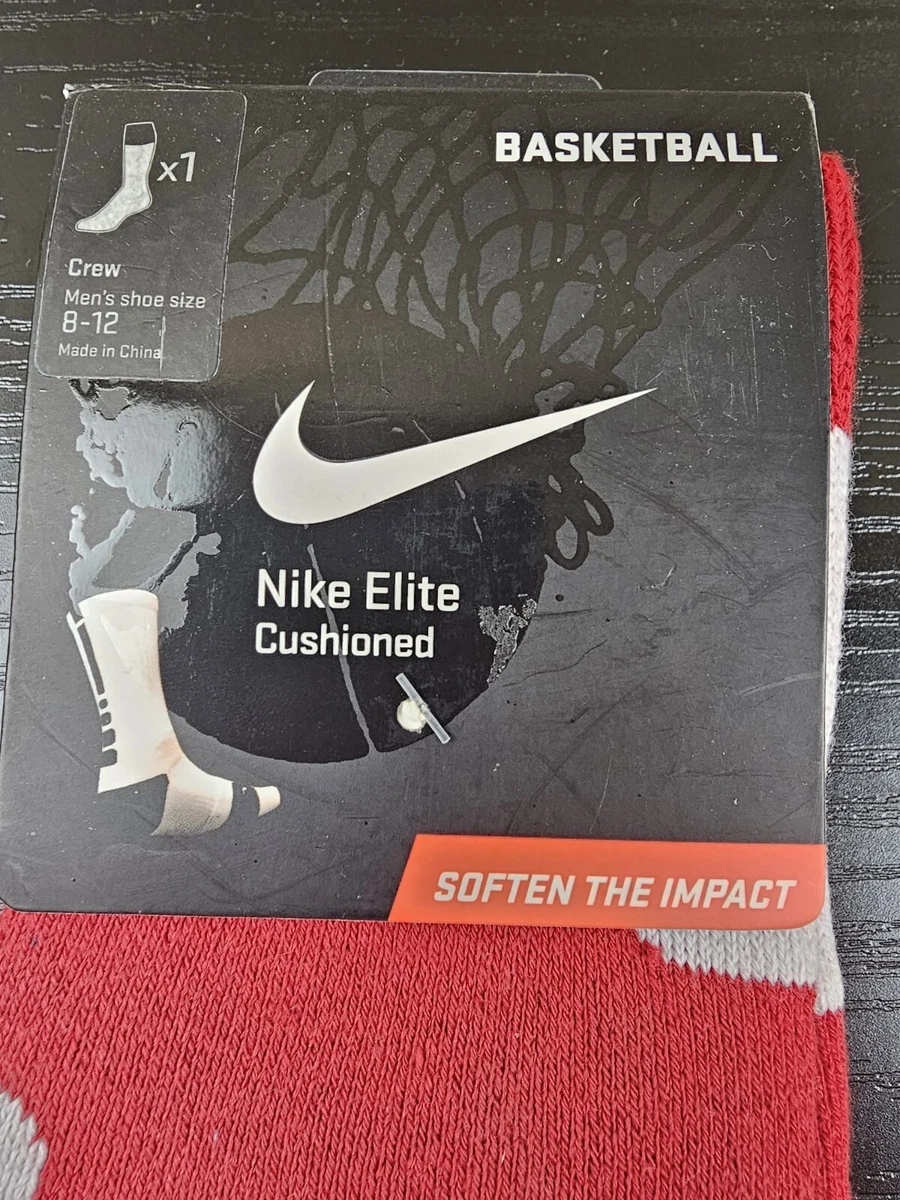 BASKETBALL
x1
Crew
Men's shoe size
8-12
Made in China
Nike Elite
Cushioned
SOFTEN THE IMPACT